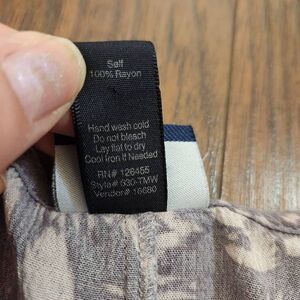 Self
100% Rayon
Hand wash cold
Do not bleach
Lay flat to dry
Cool Iron If Needed
RN# 126455
Style# 930-TMW
Vendor# 16680